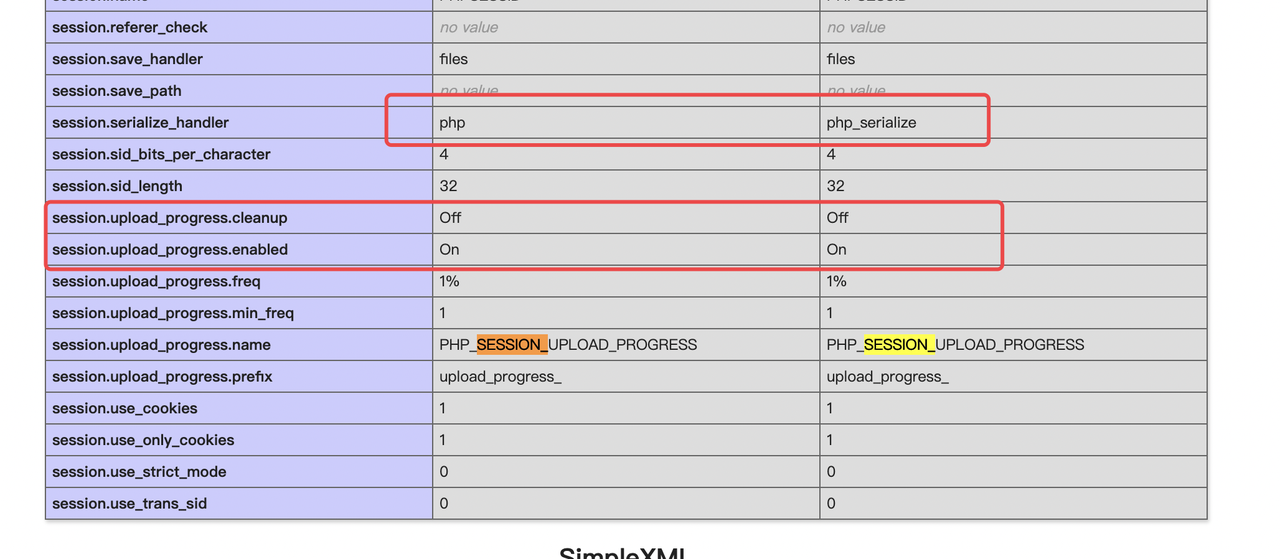 session.referer_check no value no value
session.save_handler files files
session.save_path no value no value
session.serialize_handler php php_serialize
session.sid_bits_per_character 4 4
session.sid_length 32 32
session.upload_progress.cleanup Off Off
session.upload_progress.enabled On On
session.upload_progress.freq 1% 1%
session.upload_progress.min_freq 1 1
session.upload_progress.name PHP_SESSION_UPLOAD_PROGRESS PHP_SESSION_UPLOAD_PROGRESS
session.upload_progress.prefix upload_progress_ upload_progress_
session.use_cookies 1 1
session.use_only_cookies 1 1
session.use_strict_mode 0 0
session.use_trans_sid 0 0
SimpleXML